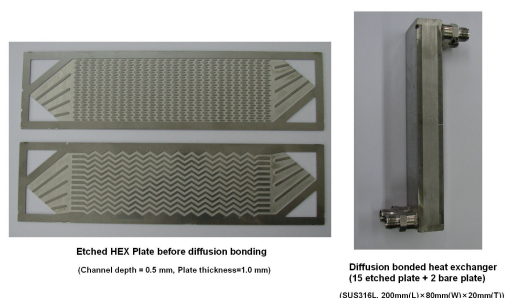 Etched HEX Plate before diffusion bonding
(Channel depth = 0.5 mm, Plate thickness=1.0 mm)
Diffusion bonded heat exchanger
(15 etched plate + 2 bare plate)
(SUS316L, 200mm(L)×80mm(W)×20mm(T))